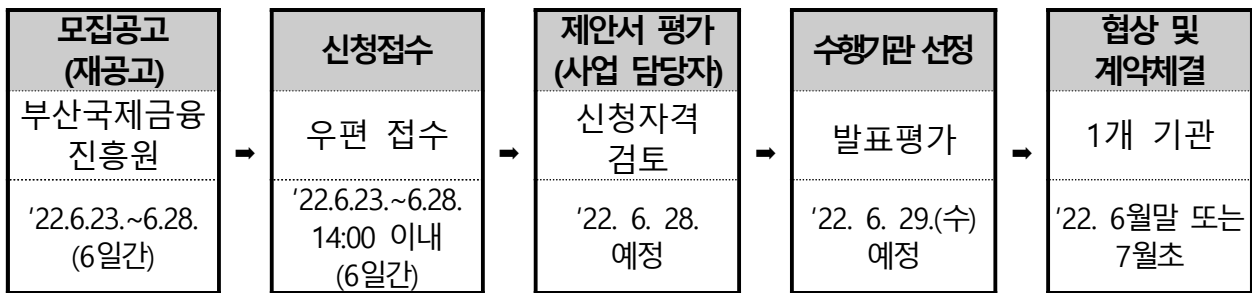 모집공고
(재공고)
부산국제금융
진흥원
'22.6.23.~6.28.
(6일간)
➡
신청접수
우편 접수
'22.6.23.~6.28.
14:00 이내
(6일간)
➡
제안서 평가
(사업 담당자)
신청자격
검토
'22. 6. 28.
예정
➡
수행기관 선정
발표평가
'22. 6. 29.(수)
예정
➡
협상 및
계약체결
1개 기관
'22. 6월말 또는
7월초